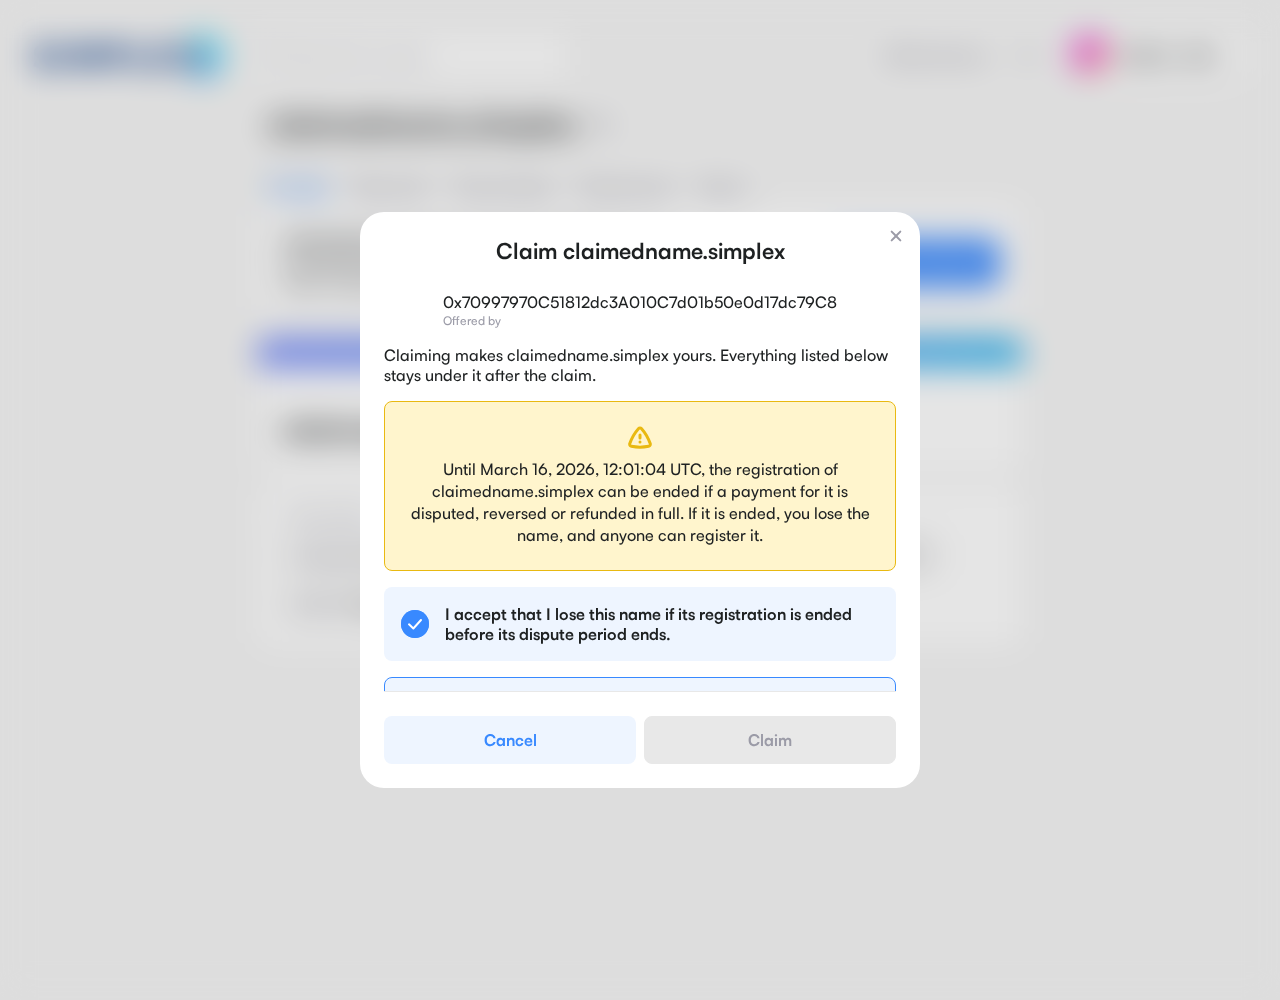 Claim claimedname.simplex
0x70997970C51812dc3A010C7d01b50e0d17dc79C8
Offered by
Claiming makes claimedname.simplex yours. Everything listed below
stays under it after the claim.
Until March 16, 2026, 12:01:04 UTC, the registration of
claimedname.simplex can be ended if a payment for it is
disputed, reversed or refunded in full. If it is ended, you lose the
name, and anyone can register it.
I accept that I lose this name if its registration is ended
before its dispute period ends.
Cancel
Claim